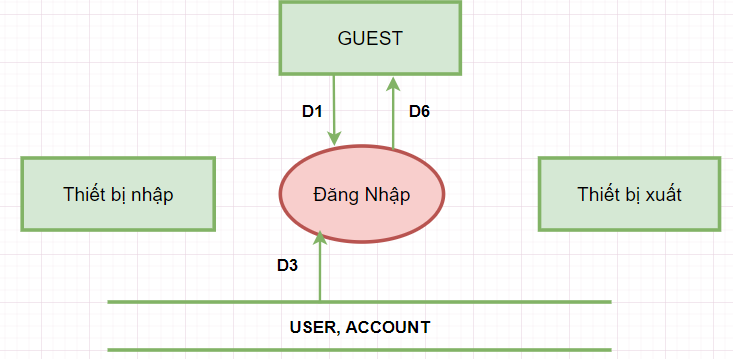 GUEST
D1
D6
Thiết bị nhập
Đăng Nhập
Thiết bị xuất
D3
USER, ACCOUNT